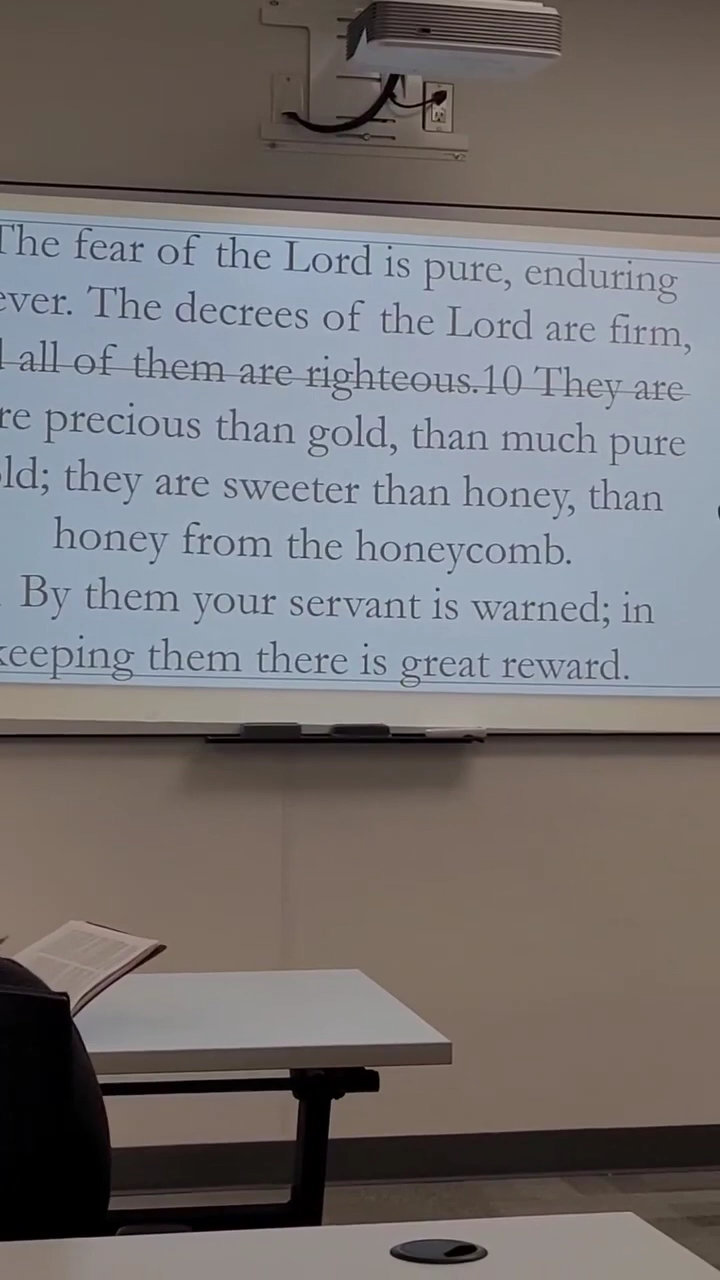 The fear of the Lord is pure, enduring
ever. The decrees of the Lord are firm,
all of them are righteous.10 They are
re precious than gold, than much pure
ld; they are sweeter than honey, than
honey from the honeycomb.
By them your servant is warned; in
keeping them there is great reward.